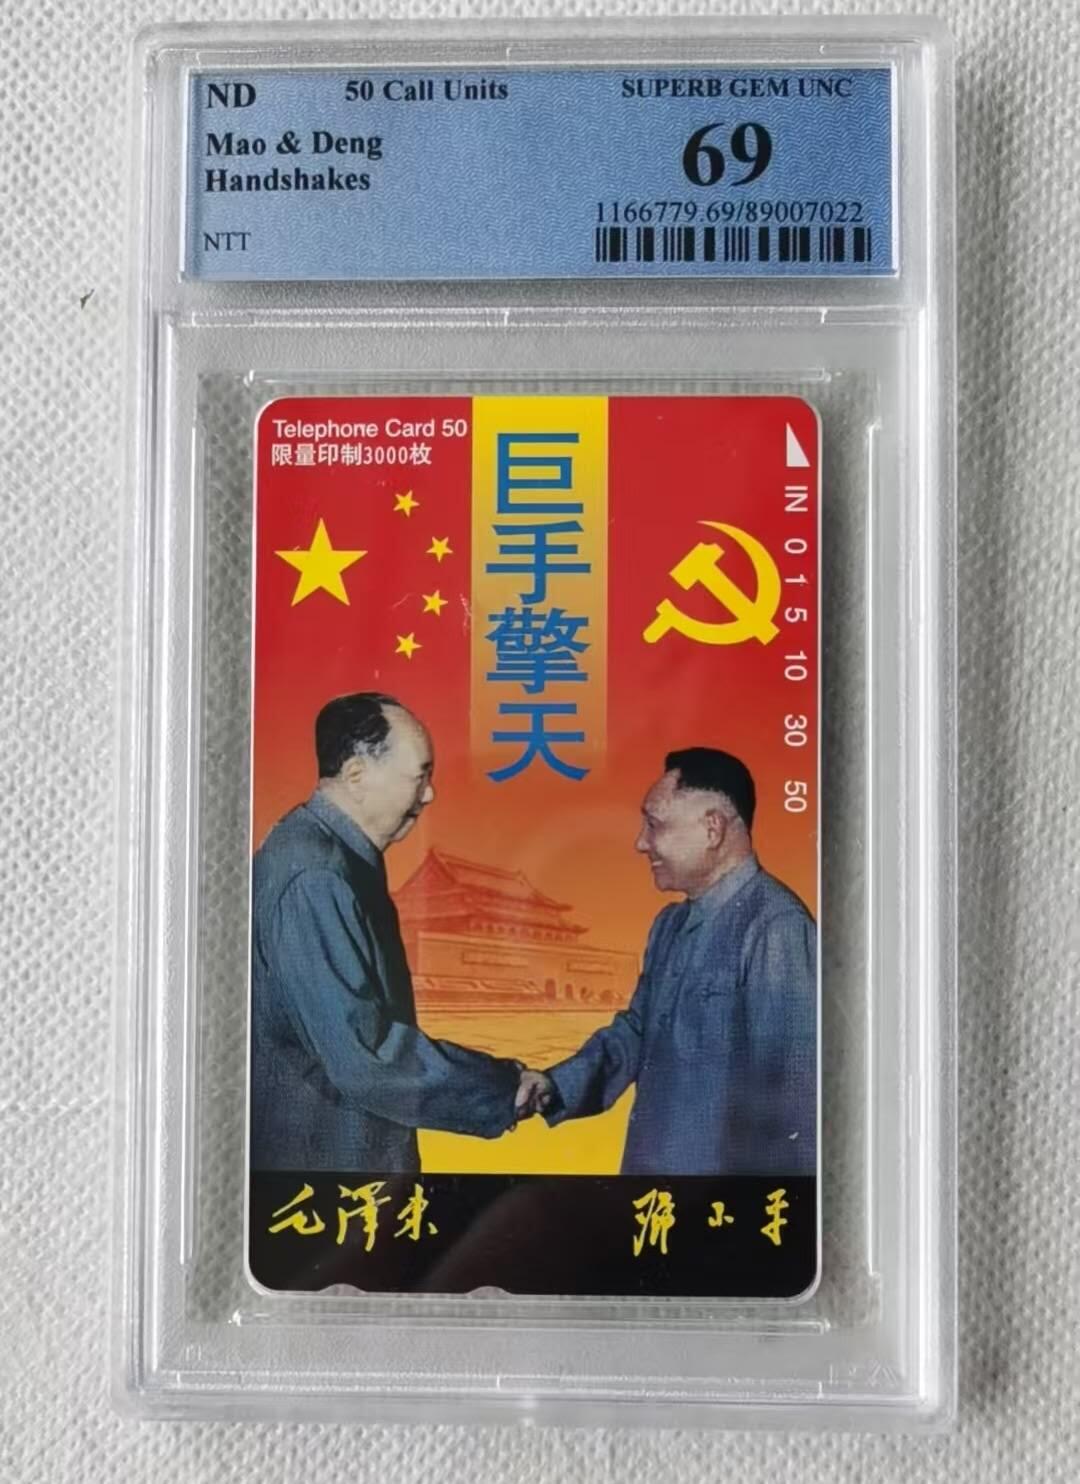 ND 50 Call Units SUPERB GEM UNC
Mao & Deng
Handshakes
69
NTT
1166779.69/89007022
Telephone Card 50
限量印制3000枚
巨手擎天
IN 0 1 5 10 30 50
毛澤东
邓小平